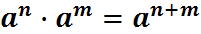 aⁿ · aᵐ = aⁿ⁺ᵐ